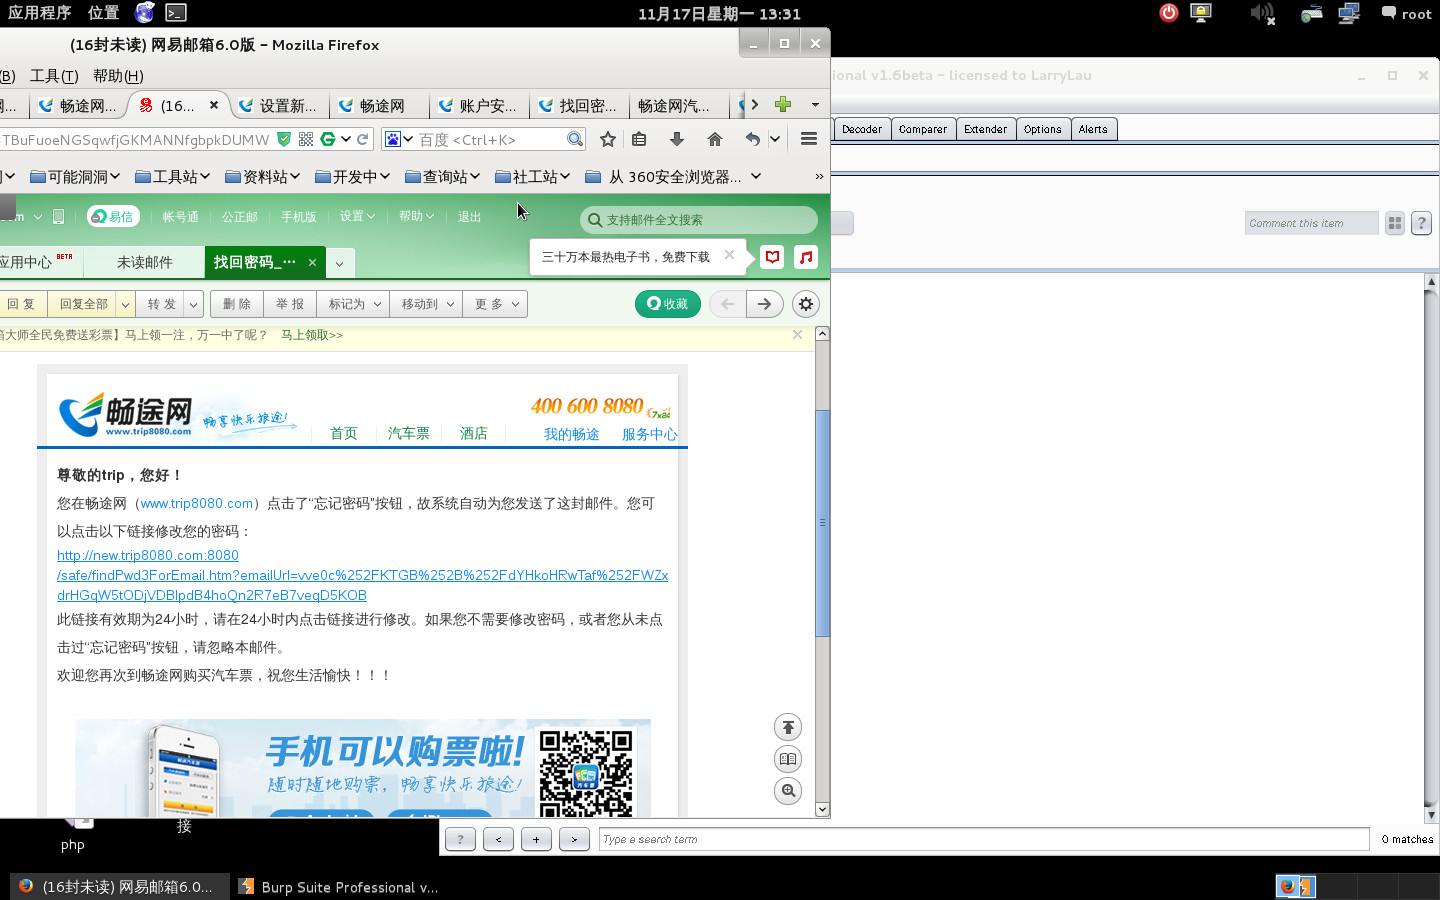 应用程序 位置
11月17日星期一 13:31
root
(16封未读) 网易邮箱6.0版 - Mozilla Firefox
ional v1.6beta - licensed to LarryLau
(B) 工具(T) 帮助(H)
畅途网... (16... 设置新... 畅途网 账户安... 找回密... 畅途网汽...
Decoder Comparer Extender Options Alerts
TBuFuoeNGSqwfjGKMANNfgbpkDUMW 百度 <Ctrl+K>
可能洞洞 工具站 资料站 开发中 查询站 社工站 从 360安全浏览器... »
om 易信 帐号通 公正邮 手机版 设置 帮助 退出 支持邮件全文搜索
Comment this item ?
应用中心 BETA 未读邮件 找回密码_... 三十万本最热电子书，免费下载
回 复 回复全部 转 发 删 除 举 报 标记为 移动到 更 多 收藏
箱大师全民免费送彩票】马上领一注，万一中了呢？ 马上领取>>
畅途网 www.trip8080.com 畅享快乐旅途! 400 600 8080 7x24
首页 汽车票 酒店 我的畅途 服务中心
尊敬的trip，您好！
您在畅途网（www.trip8080.com）点击了“忘记密码”按钮，故系统自动为您发送了这封邮件。您可
以点击以下链接修改您的密码：
http://new.trip8080.com:8080
/safe/findPwd3ForEmail.htm?emailUrl=vve0c%252FKTGB%252B%252FdYHkoHRwTaf%252FWZx
drHGqW5tODjVDBlpdB4hoQn2R7eB7veqD5KOB
此链接有效期为24小时，请在24小时内点击链接进行修改。如果您不需要修改密码，或者您从未点
击过“忘记密码”按钮，请忽略本邮件。
欢迎您再次到畅途网购买汽车票，祝您生活愉快！！！
手机可以购票啦!
随时随地购票，畅享快乐旅途!
接
php
? < + > Type a search term 0 matches
(16封未读) 网易邮箱6.0... Burp Suite Professional v...